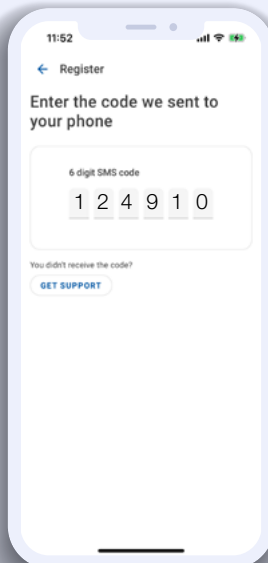 11:52
← Register
Enter the code we sent to
your phone
6 digit SMS code
1 2 4 9 1 0
You didn't receive the code?
GET SUPPORT